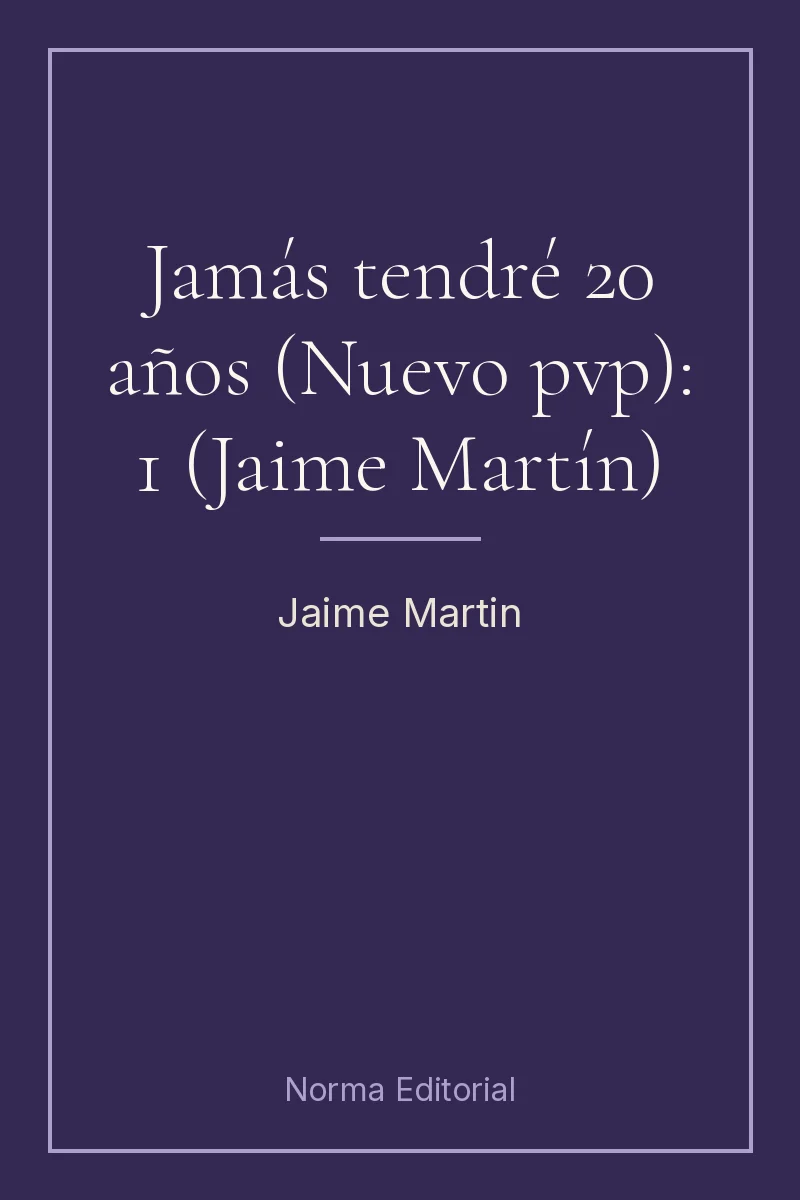 Jamás tendré 20
años (Nuevo pvp):
1 (Jaime Martín)
Jaime Martin
Norma Editorial